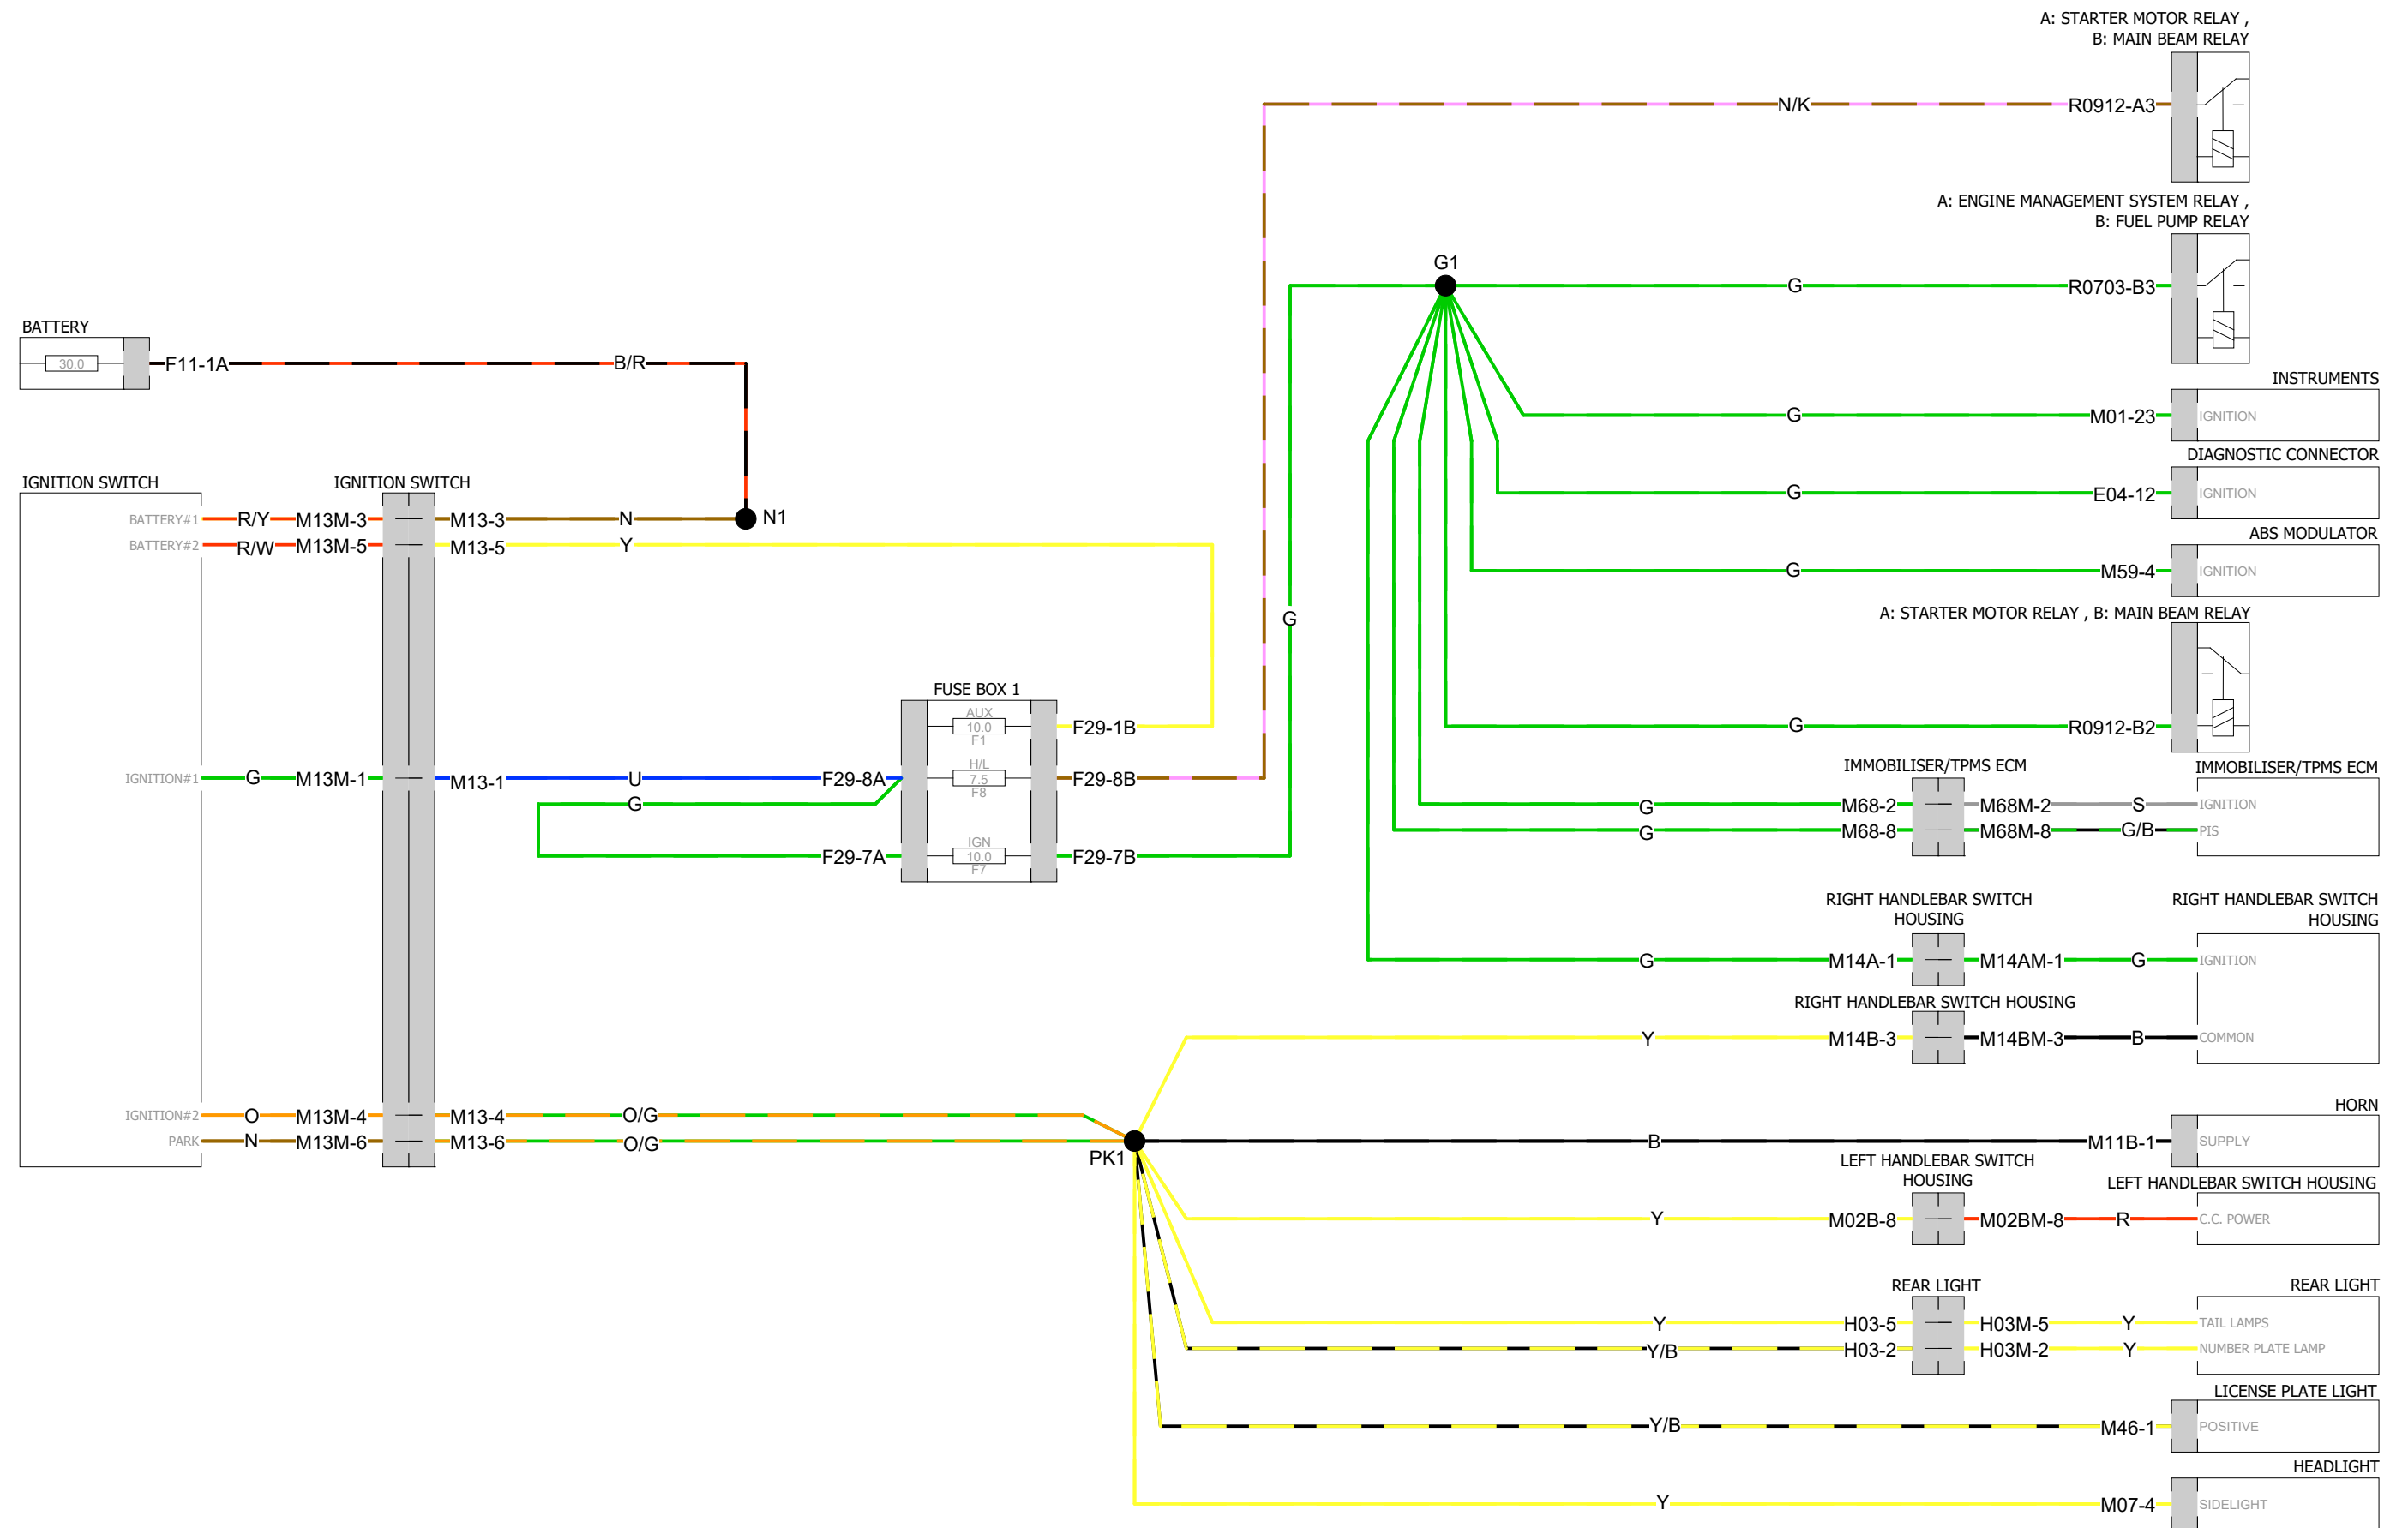 A: STARTER MOTOR RELAY ,
B: MAIN BEAM RELAY
N/K
R0912-A3
A: ENGINE MANAGEMENT SYSTEM RELAY ,
B: FUEL PUMP RELAY
G1
G
R0703-B3
BATTERY
30.0
F11-1A
B/R
INSTRUMENTS
G
M01-23
IGNITION
DIAGNOSTIC CONNECTOR
G
E04-12
IGNITION
IGNITION SWITCH
IGNITION SWITCH
BATTERY#1
R/Y
M13M-3
M13-3
N
N1
BATTERY#2
R/W
M13M-5
M13-5
Y
ABS MODULATOR
G
M59-4
IGNITION
G
A: STARTER MOTOR RELAY , B: MAIN BEAM RELAY
G
R0912-B2
FUSE BOX 1
AUX
10.0
F1
F29-1B
IGNITION#1
G
M13M-1
M13-1
U
F29-8A
H/L
7.5
F8
F29-8B
G
F29-7A
IGN
10.0
F7
F29-7B
IMMOBILISER/TPMS ECM
IMMOBILISER/TPMS ECM
G
M68-2
M68M-2
S
IGNITION
G
M68-8
M68M-8
G/B
PIS
RIGHT HANDLEBAR SWITCH
HOUSING
RIGHT HANDLEBAR SWITCH
HOUSING
G
M14A-1
M14AM-1
G
IGNITION
RIGHT HANDLEBAR SWITCH HOUSING
Y
M14B-3
M14BM-3
B
COMMON
IGNITION#2
O
M13M-4
M13-4
O/G
PARK
N
M13M-6
M13-6
O/G
PK1
HORN
B
M11B-1
SUPPLY
LEFT HANDLEBAR SWITCH
HOUSING
LEFT HANDLEBAR SWITCH HOUSING
Y
M02B-8
M02BM-8
R
C.C. POWER
REAR LIGHT
REAR LIGHT
Y
H03-5
H03M-5
Y
TAIL LAMPS
Y/B
H03-2
H03M-2
Y
NUMBER PLATE LAMP
LICENSE PLATE LIGHT
Y/B
M46-1
POSITIVE
HEADLIGHT
Y
M07-4
SIDELIGHT